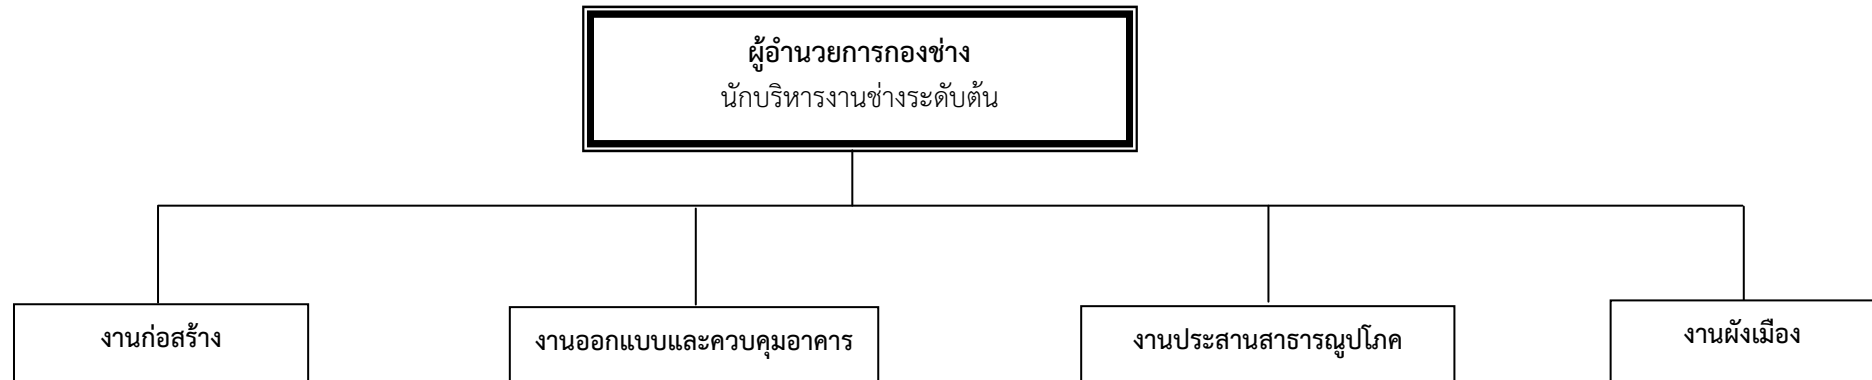 ผู้อำนวยการกองช่าง
นักบริหารงานช่างระดับต้น
งานก่อสร้าง
งานออกแบบและควบคุมอาคาร
งานประสานสาธารณูปโภค
งานผังเมือง